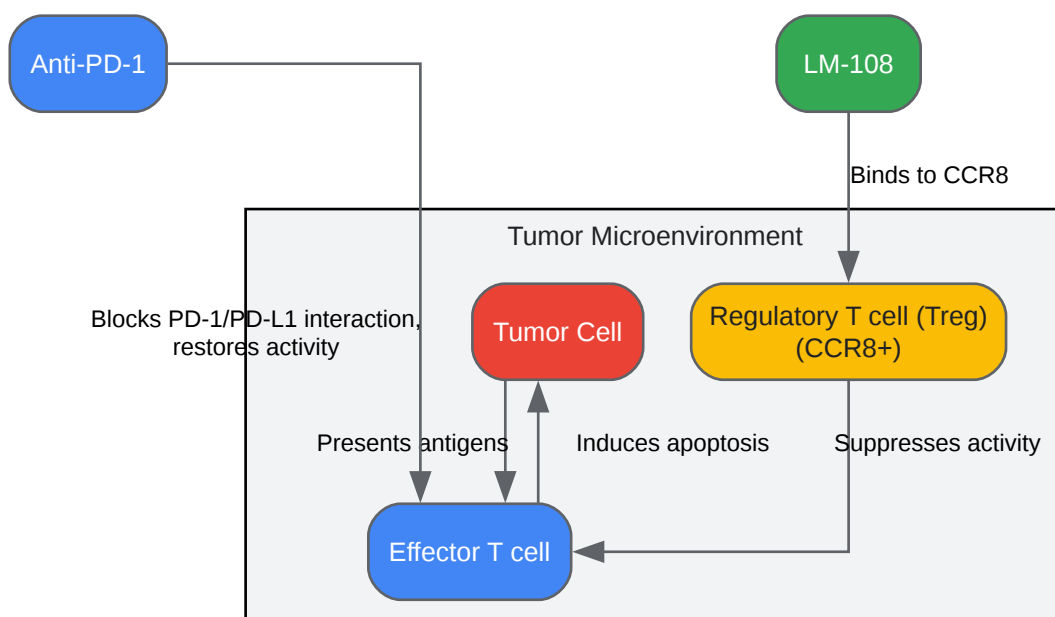 Anti-PD-1
LM-108
Binds to CCR8
Tumor Microenvironment
Blocks PD-1/PD-L1 interaction,
restores activity
Tumor Cell
Regulatory T cell (Treg)
(CCR8+)
Presents antigens
Induces apoptosis
Suppresses activity
Effector T cell